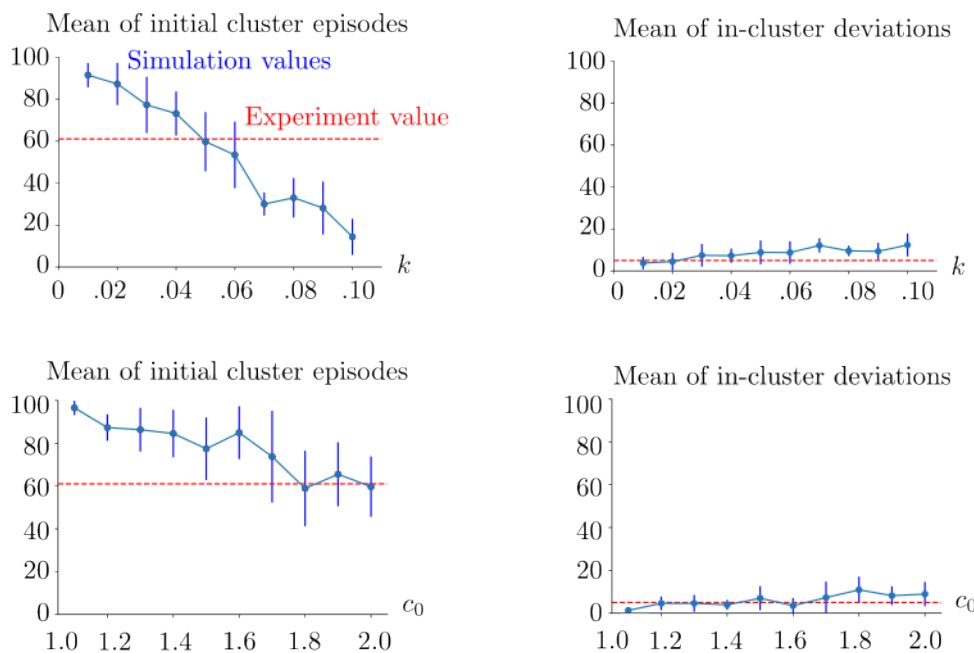 Mean of initial cluster episodes
Simulation values
Experiment value
100
80
60
40
20
0
0 .02 .04 .06 .08 .10
k
Mean of in-cluster deviations
100
80
60
40
20
0
0 .02 .04 .06 .08 .10
k
Mean of initial cluster episodes
100
80
60
40
20
0
1.0 1.2 1.4 1.6 1.8 2.0
c₀
Mean of in-cluster deviations
100
80
60
40
20
0
1.0 1.2 1.4 1.6 1.8 2.0
c₀